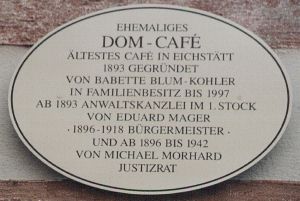 EHEMALIGES
DOM-CAFÉ
ÄLTESTES CAFÉ IN EICHSTÄTT
1893 GEGRÜNDET
VON BABETTE BLUM-KOHLER
IN FAMILIENBESITZ BIS 1997
AB 1893 ANWALTSKANZLEI IM 1. STOCK
VON EDUARD MAGER
· 1896-1918 BÜRGERMEISTER ·
UND AB 1896 BIS 1942
VON MICHAEL MORHARD
JUSTIZRAT